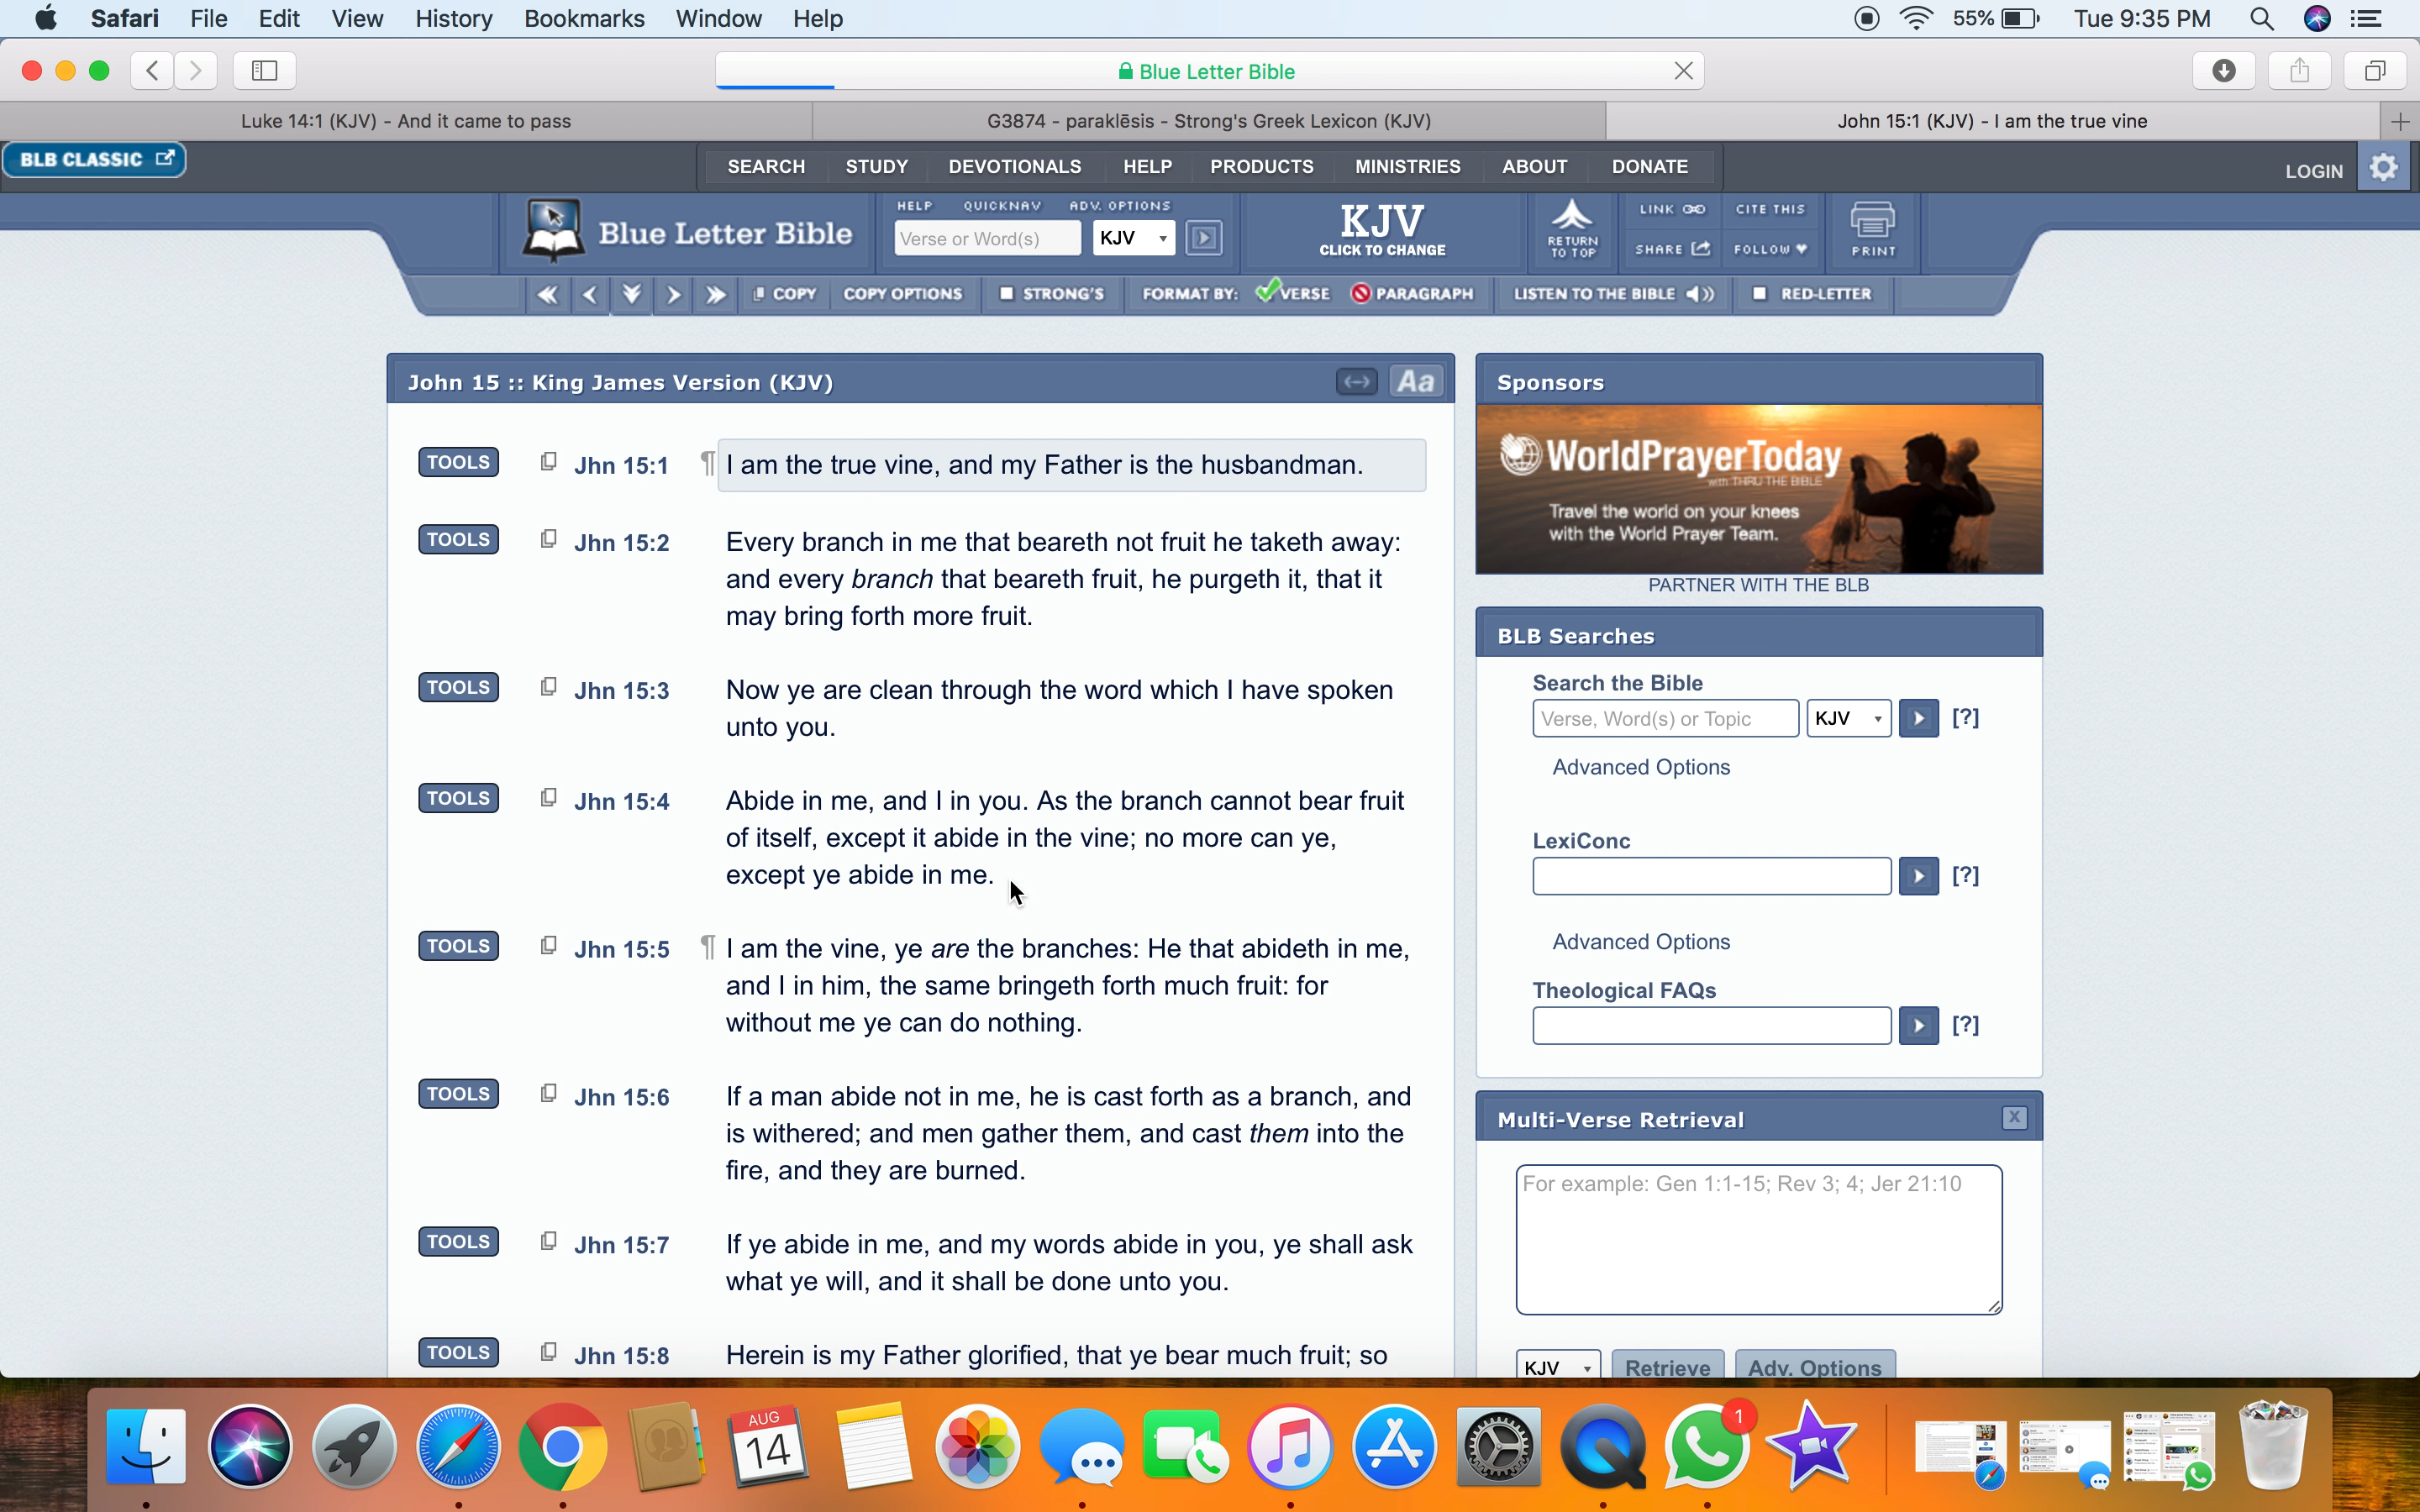 Safari File Edit View History Bookmarks Window Help 55% Tue 9:35 PM
Blue Letter Bible
Luke 14:1 (KJV) - And it came to pass
G3874 - paraklēsis - Strong's Greek Lexicon (KJV)
John 15:1 (KJV) - I am the true vine
BLB CLASSIC
SEARCH STUDY DEVOTIONALS HELP PRODUCTS MINISTRIES ABOUT DONATE
LOGIN
Blue Letter Bible
HELP QUICKNAV ADV. OPTIONS
Verse or Word(s) KJV
KJV
CLICK TO CHANGE
RETURN
TO TOP
LINK CITE THIS
SHARE FOLLOW
PRINT
COPY COPY OPTIONS STRONG'S FORMAT BY: VERSE PARAGRAPH LISTEN TO THE BIBLE RED-LETTER
John 15 :: King James Version (KJV)
Aa
TOOLS Jhn 15:1 ¶ I am the true vine, and my Father is the husbandman.
TOOLS Jhn 15:2 Every branch in me that beareth not fruit he taketh away:
and every branch that beareth fruit, he purgeth it, that it
may bring forth more fruit.
TOOLS Jhn 15:3 Now ye are clean through the word which I have spoken
unto you.
TOOLS Jhn 15:4 Abide in me, and I in you. As the branch cannot bear fruit
of itself, except it abide in the vine; no more can ye,
except ye abide in me.
TOOLS Jhn 15:5 ¶ I am the vine, ye are the branches: He that abideth in me,
and I in him, the same bringeth forth much fruit: for
without me ye can do nothing.
TOOLS Jhn 15:6 If a man abide not in me, he is cast forth as a branch, and
is withered; and men gather them, and cast them into the
fire, and they are burned.
TOOLS Jhn 15:7 If ye abide in me, and my words abide in you, ye shall ask
what ye will, and it shall be done unto you.
TOOLS Jhn 15:8 Herein is my Father glorified, that ye bear much fruit; so
Sponsors
WorldPrayerToday
with THRU THE BIBLE
Travel the world on your knees
with the World Prayer Team.
PARTNER WITH THE BLB
BLB Searches
Search the Bible
Verse, Word(s) or Topic KJV [?]
Advanced Options
LexiConc
[?]
Advanced Options
Theological FAQs
[?]
Multi-Verse Retrieval
X
For example: Gen 1:1-15; Rev 3; 4; Jer 21:10
KJV Retrieve Adv. Options
AUG
14
1